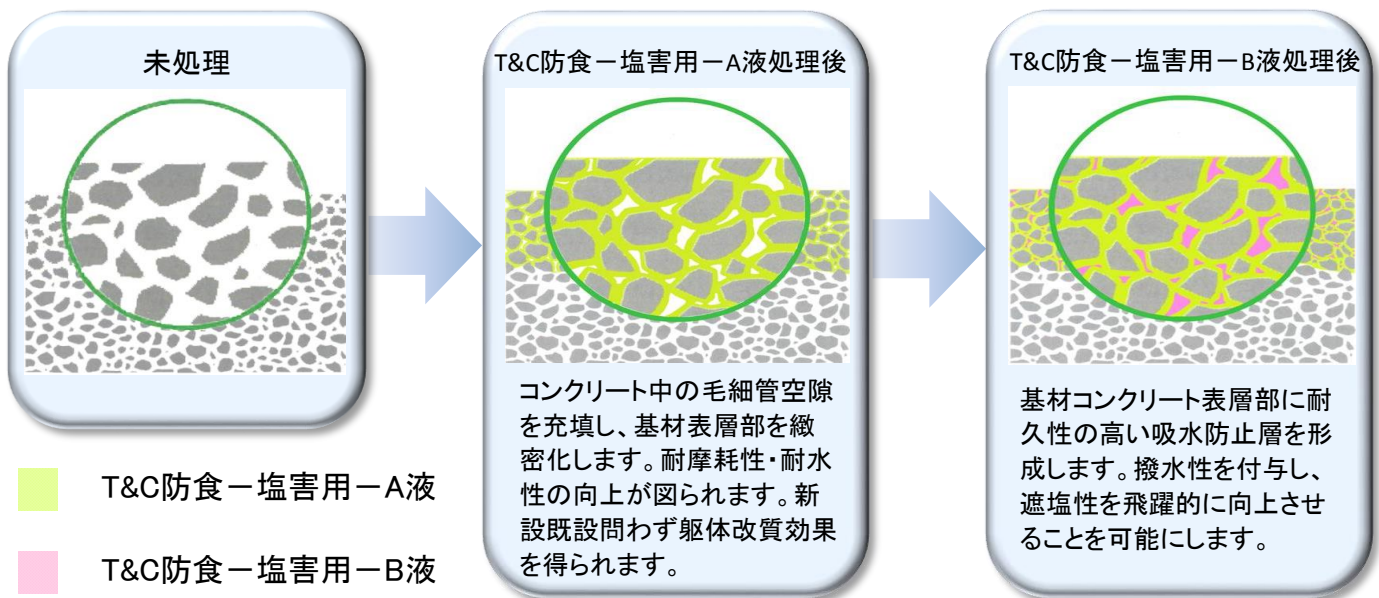 未処理
T&C防食－塩害用－A液処理後
T&C防食－塩害用－B液処理後
コンクリート中の毛細管空隙
を充填し、基材表層部を緻
密化します。耐摩耗性・耐水
性の向上が図られます。新
設既設問わず躯体改質効果
を得られます。
基材コンクリート表層部に耐
久性の高い吸水防止層を形
成します。撥水性を付与し、
遮塩性を飛躍的に向上させ
ることを可能にします。
T&C防食－塩害用－A液
T&C防食－塩害用－B液